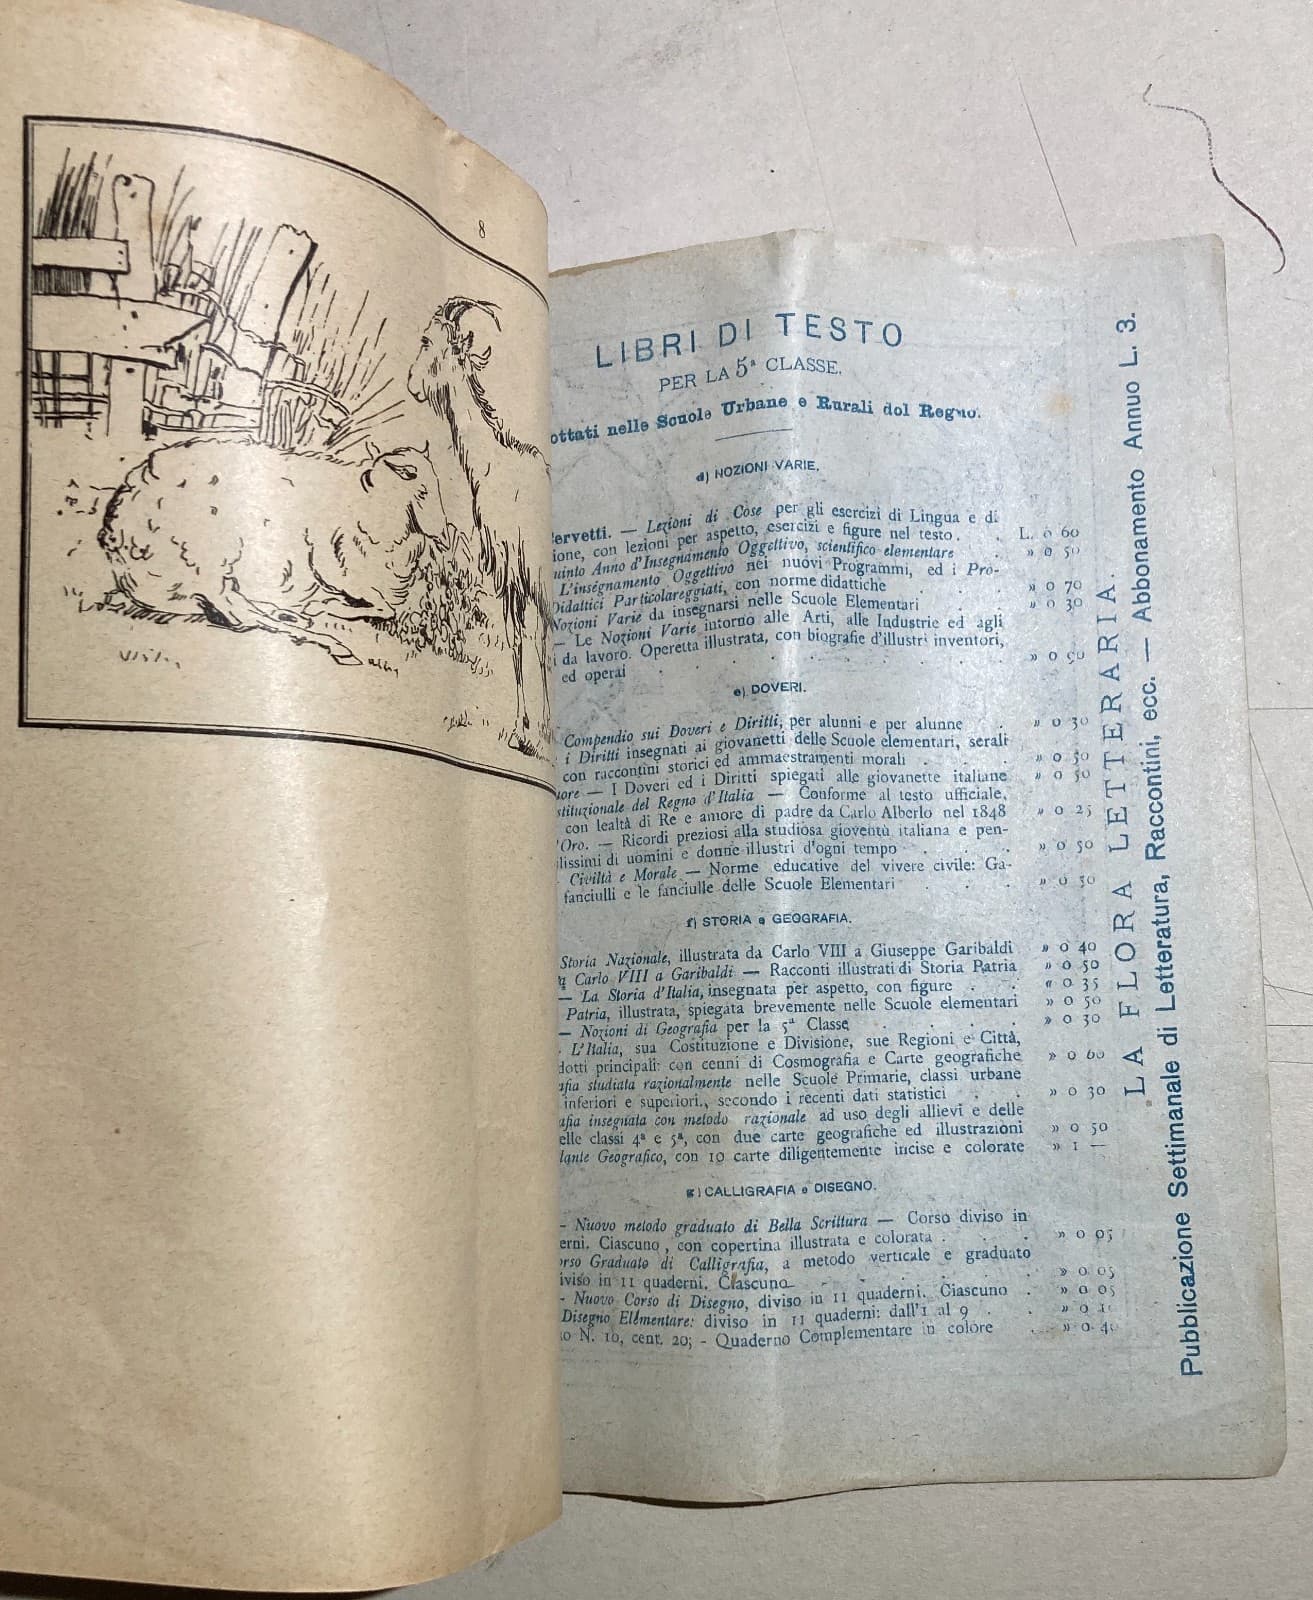 8
LIBRI DI TESTO
PER LA 5ª CLASSE.
ottati nelle Scuole Urbane e Rurali del Regno.
d) NOZIONI VARIE.
ervetti. — Lezioni di Cose per gli esercizi di Lingua e di
ione, con lezioni per aspetto, esercizi e figure nel testo . . L. 0 60
uinto Anno d'Insegnamento Oggettivo, scientifico elementare » 0 50
L'insegnamento Oggettivo nei nuovi Programmi, ed i Pro-
Didattici Particolareggiati, con norme didattiche . . . » 0 70
Nozioni Varie da insegnarsi nelle Scuole Elementari . . » 0 30
— Le Nozioni Varie intorno alle Arti, alle Industrie ed agli
i da lavoro. Operetta illustrata, con biografie d'illustri inventori,
ed operai . . . . . . . » 0 50
e) DOVERI.
Compendio sui Doveri e Diritti, per alunni e per alunne . » 0 30
i Diritti insegnati ai giovanetti delle Scuole elementari, serali
con raccontini storici ed ammaestramenti morali . . . » 0 50
ore — I Doveri ed i Diritti spiegati alle giovanette italiane » 0 50
stituzionale del Regno d'Italia — Conforme al testo ufficiale,
con lealtà di Re e amore di padre da Carlo Alberto nel 1848 » 0 25
'Oro. — Ricordi preziosi alla studiosa gioventù italiana e pen-
lissimi di uomini e donne illustri d'ogni tempo . . . » 0 50
Civiltà e Morale — Norme educative del vivere civile: Ga-
fanciulli e le fanciulle delle Scuole Elementari . . . » 0 50
f) STORIA e GEOGRAFIA.
Storia Nazionale, illustrata da Carlo VIII a Giuseppe Garibaldi » 0 40
a Carlo VIII a Garibaldi — Racconti illustrati di Storia Patria » 0 50
— La Storia d'Italia, insegnata per aspetto, con figure . . « 0 35
Patria, illustrata, spiegata brevemente nelle Scuole elementari » 0 50
— Nozioni di Geografia per la 5ª Classe . . . . » 0 30
L'Italia, sua Costituzione e Divisione, sue Regioni e Città,
dotti principali: con cenni di Cosmografia e Carte geografiche » 0 60
afia studiata razionalmente nelle Scuole Primarie, classi urbane
inferiori e superiori., secondo i recenti dati statistici . . » 0 30
afia insegnata con metodo razionale ad uso degli allievi e delle
elle classi 4ª e 5ª, con due carte geografiche ed illustrazioni » 0 50
lante Geografico, con 19 carte diligentemente incise e colorate » 1 —
g) CALLIGRAFIA e DISEGNO.
- Nuovo metodo graduato di Bella Scrittura — Corso diviso in
erni. Ciascuno, con copertina illustrata e colorata . . . » 0 05
orso Graduato di Calligrafia, a metodo verticale e graduato
iviso in 11 quaderni. Ciascuno . . . . . » 0 05
- Nuovo Corso di Disegno, diviso in 11 quaderni. Ciascuno . » 0 05
Disegno Elementare: diviso in 11 quaderni: dall'1 al 9 . . » 0 10
o N. 10, cent. 20; - Quaderno Complementare in colore . » 0 40
LA FLORA LETTERARIA.
Pubblicazione Settimanale di Letteratura, Raccontini, ecc. — Abbonamento Annuo L. 3.